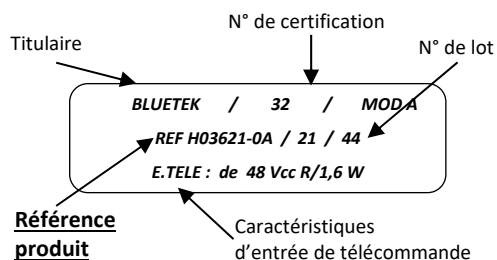 N° de certification
Titulaire
N° de lot
BLUETEK / 32 / MOD A
REF H03621-0A / 21 / 44
E.TELE : de 48 Vcc R/1,6 W
Référence
produit
Caractéristiques
d'entrée de télécommande